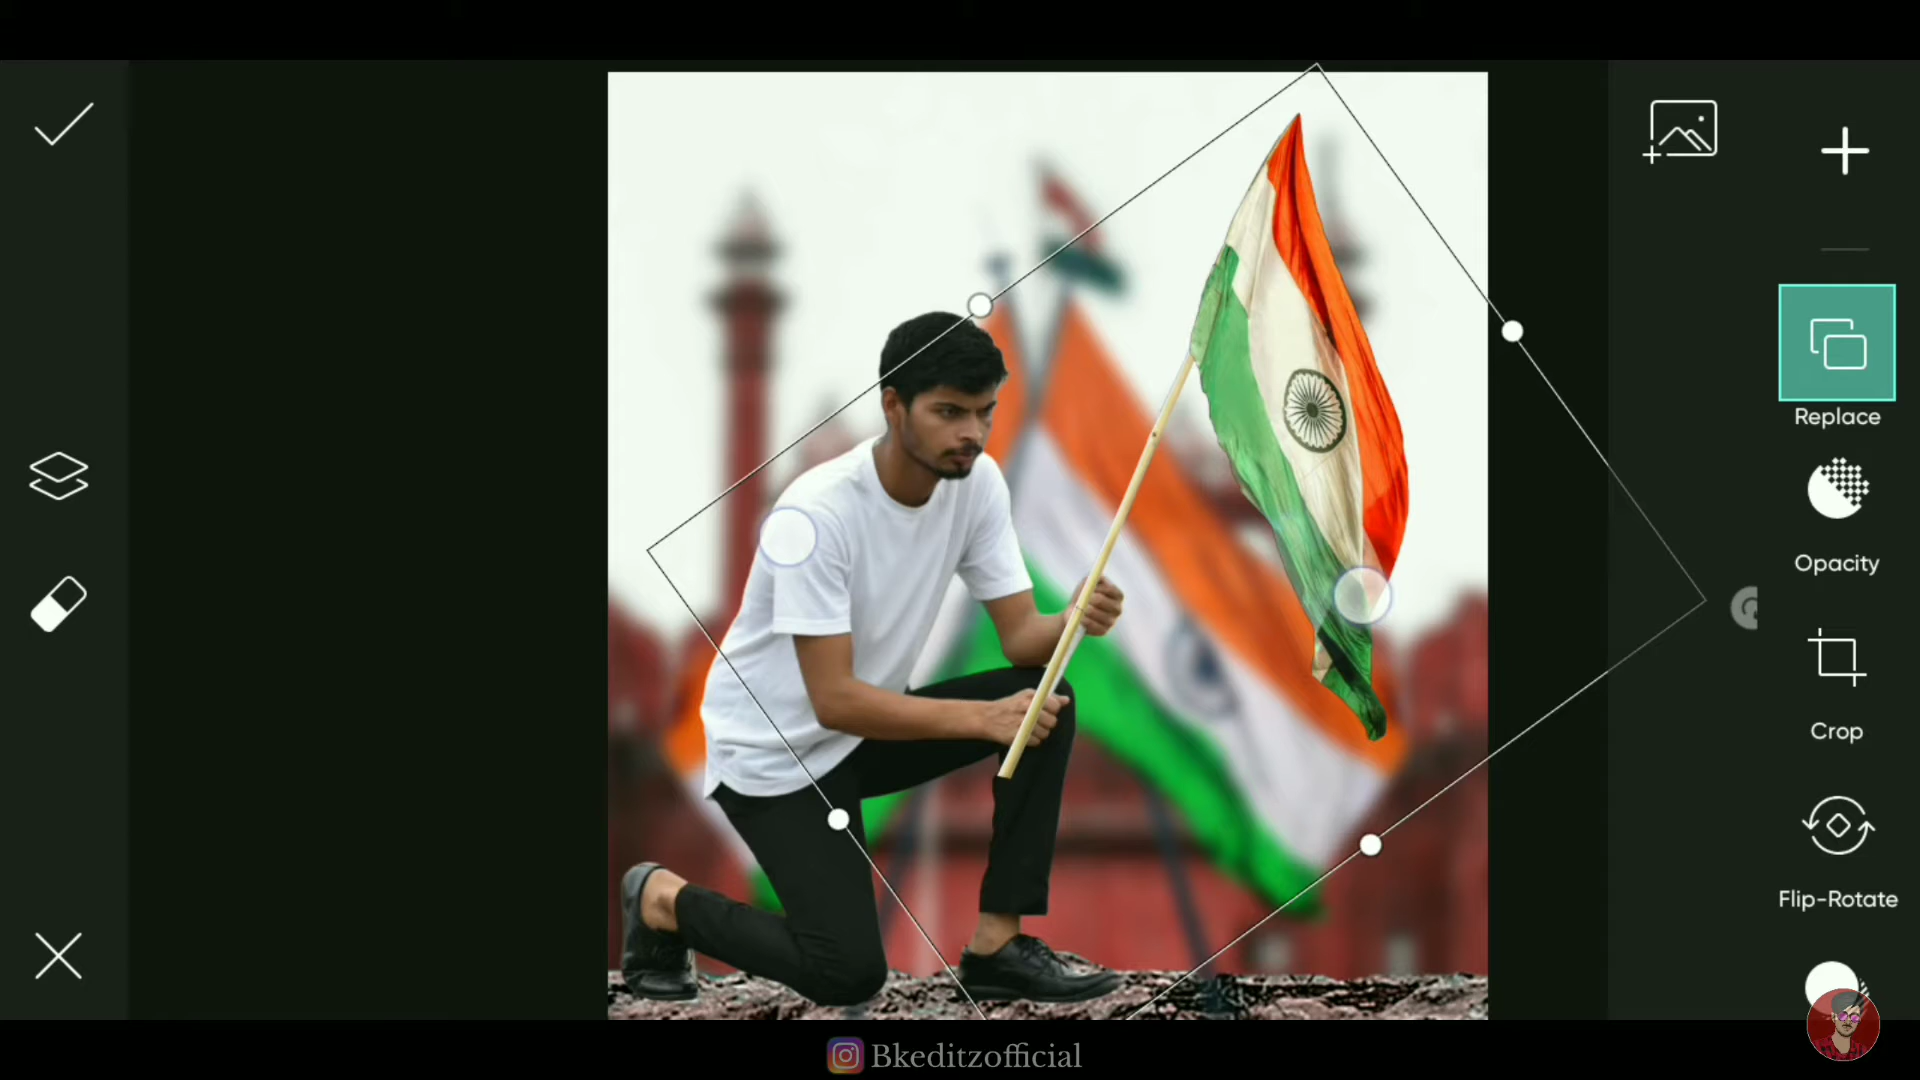 Replace
Opacity
Crop
Flip-Rotate
Bkeditzofficial